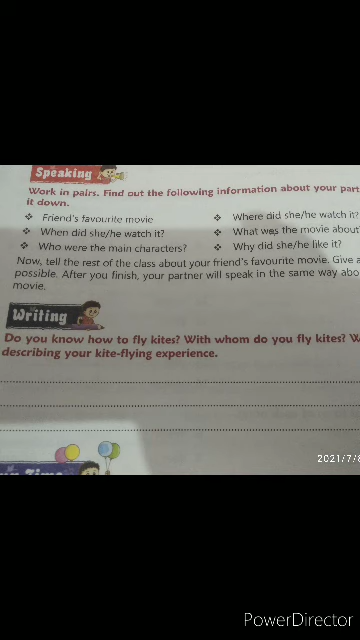 Speaking
Work in pairs. Find out the following information about your
it down.
❖ Friend's favourite movie ❖ Where did she/he watch it?
❖ When did she/he watch it? ❖ What was the movie about
❖ Who were the main characters? ❖ Why did she/he like it?
Now, tell the rest of the class about your friend's favourite movie. Give
possible. After you finish, your partner will speak in the same way
movie.
Writing
Do you know how to fly kites? With whom do you fly kites?
describing your kite-flying experience.
2021/7/8
Time
PowerDirector